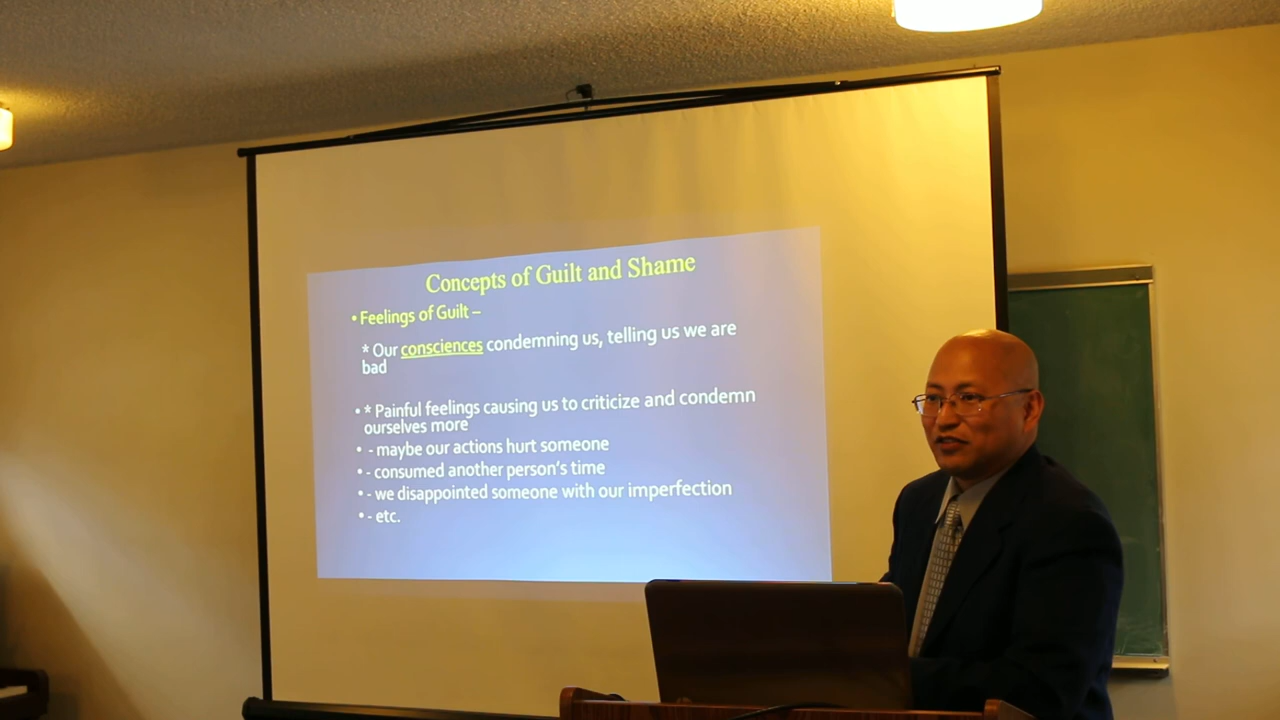 Concepts of Guilt and Shame
• Feelings of Guilt –
* Our consciences condemning us, telling us we are
bad
• * Painful feelings causing us to criticize and condemn
ourselves more
• - maybe our actions hurt someone
• - consumed another person's time
• - we disappointed someone with our imperfection
• - etc.